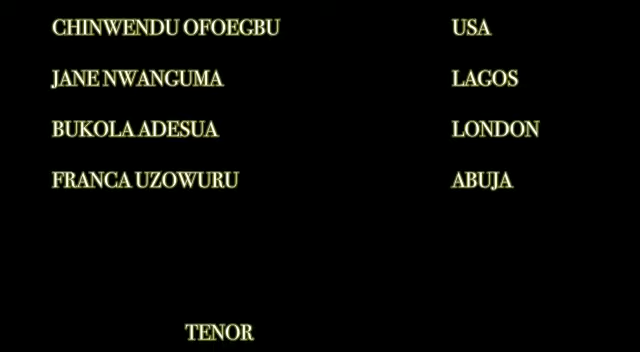 CHINWENDU OFOEGBU USA
JANE NWANGUMA LAGOS
BUKOLA ADESUA LONDON
FRANCA UZOWURU ABUJA
TENOR